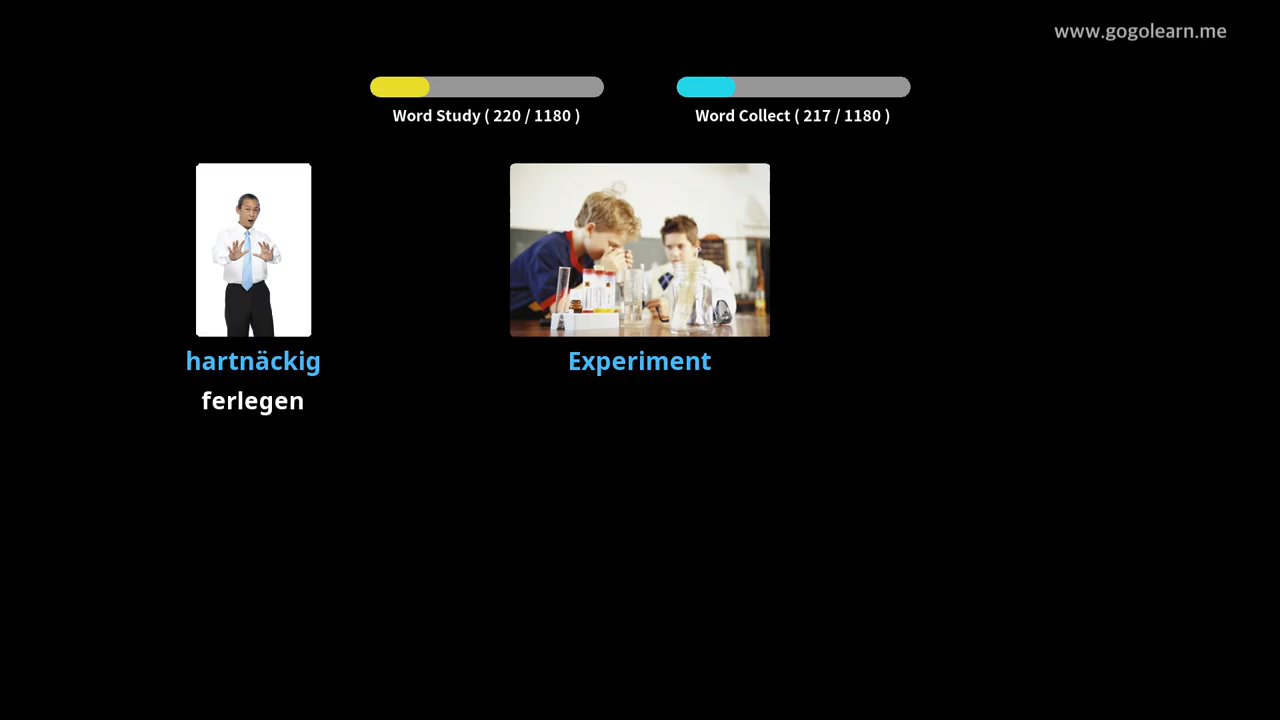 www.gogolearn.me
Word Study ( 220 / 1180 )
Word Collect ( 217 / 1180 )
hartnäckig
ferlegen
Experiment